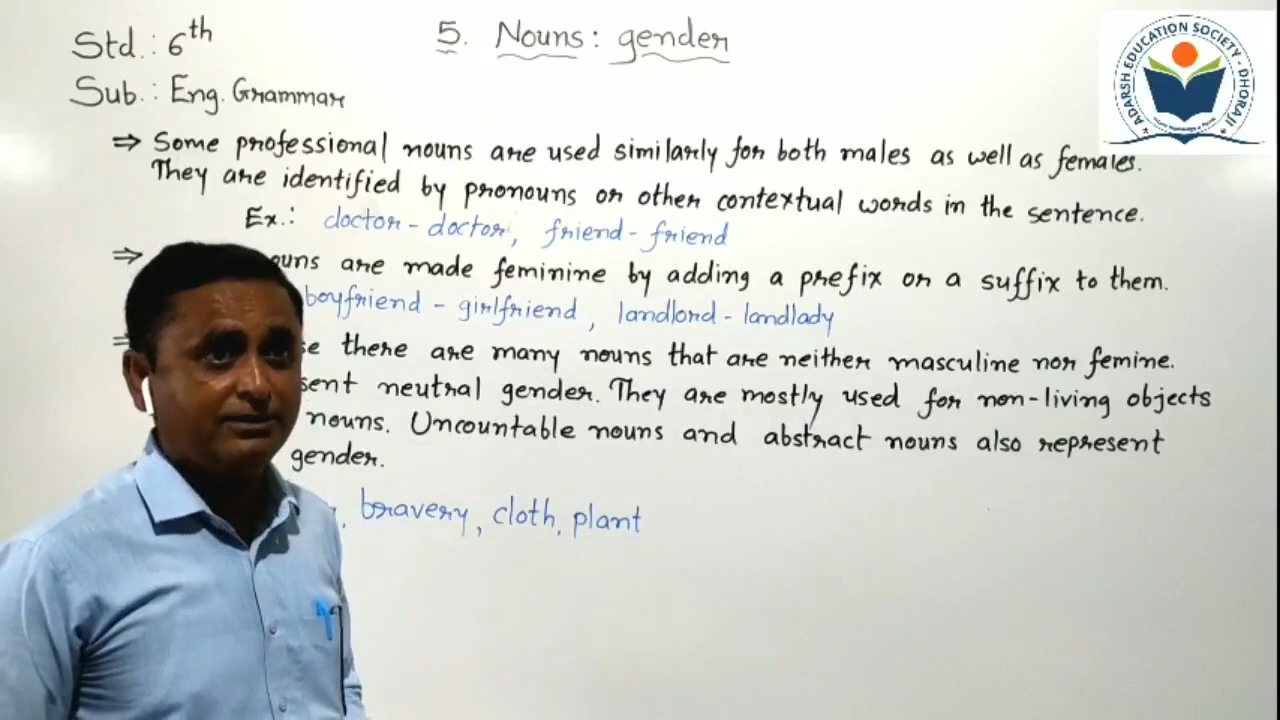 Std.: 6th
5. Nouns: gender
Sub.: Eng. Grammar
⇒ Some professional nouns are used similarly for both males as well as females.
They are identified by pronouns or other contextual words in the sentence.
Ex.: doctor - doctor, friend - friend
⇒ are made feminine by adding a prefix or a suffix to them.
boyfriend - girlfriend, landlord - landlady
there are many nouns that are neither masculine nor femine.
neutral gender. They are mostly used for non-living objects
nouns. Uncountable nouns and abstract nouns also represent
gender.
bravery, cloth, plant
ADARSH EDUCATION SOCIETY - DHORAJI